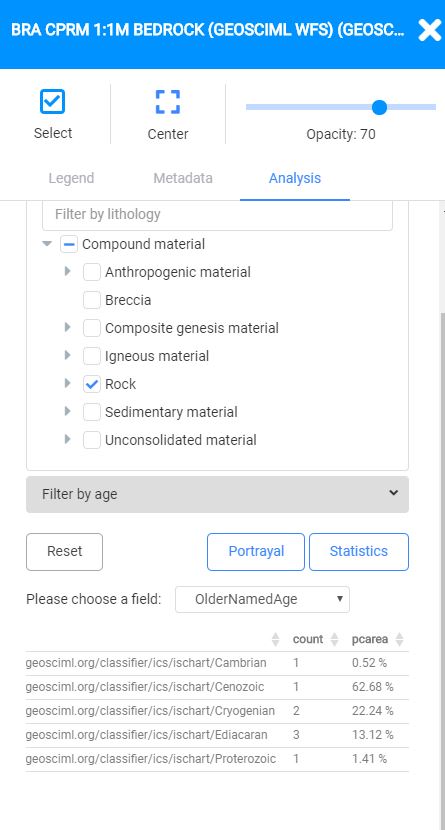 BRA CPRM 1:1M BEDROCK (GEOSCIML WFS) (GEOSC...
Select
Center
Opacity: 70
Legend
Metadata
Analysis
Filter by lithology
Compound material
Anthropogenic material
Breccia
Composite genesis material
Igneous material
Rock
Sedimentary material
Unconsolidated material
Filter by age
Reset
Portrayal
Statistics
Please choose a field: OlderNamedAge
count pcarea
geosciml.org/classifier/ics/ischart/Cambrian 1 0.52 %
geosciml.org/classifier/ics/ischart/Cenozoic 1 62.68 %
geosciml.org/classifier/ics/ischart/Cryogenian 2 22.24 %
geosciml.org/classifier/ics/ischart/Ediacaran 3 13.12 %
geosciml.org/classifier/ics/ischart/Proterozoic 1 1.41 %